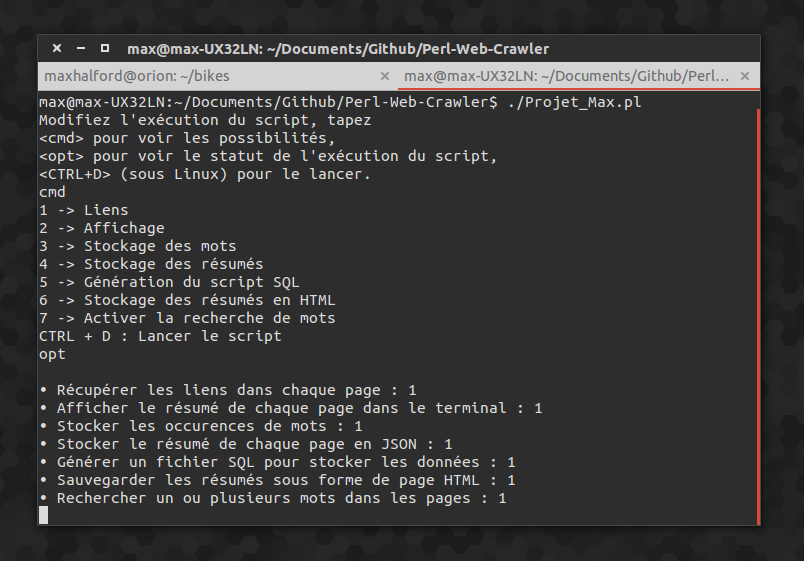 max@max-UX32LN: ~/Documents/Github/Perl-Web-Crawler
maxhalford@orion: ~/bikes
max@max-UX32LN: ~/Documents/Github/Perl...
max@max-UX32LN:~/Documents/Github/Perl-Web-Crawler$ ./Projet_Max.pl
Modifiez l'exécution du script, tapez
<cmd> pour voir les possibilités,
<opt> pour voir le statut de l'exécution du script,
<CTRL+D> (sous Linux) pour le lancer.
cmd
1 -> Liens
2 -> Affichage
3 -> Stockage des mots
4 -> Stockage des résumés
5 -> Génération du script SQL
6 -> Stockage des résumés en HTML
7 -> Activer la recherche de mots
CTRL + D : Lancer le script
opt
• Récupérer les liens dans chaque page : 1
• Afficher le résumé de chaque page dans le terminal : 1
• Stocker les occurences de mots : 1
• Stocker le résumé de chaque page en JSON : 1
• Générer un fichier SQL pour stocker les données : 1
• Sauvegarder les résumés sous forme de page HTML : 1
• Rechercher un ou plusieurs mots dans les pages : 1